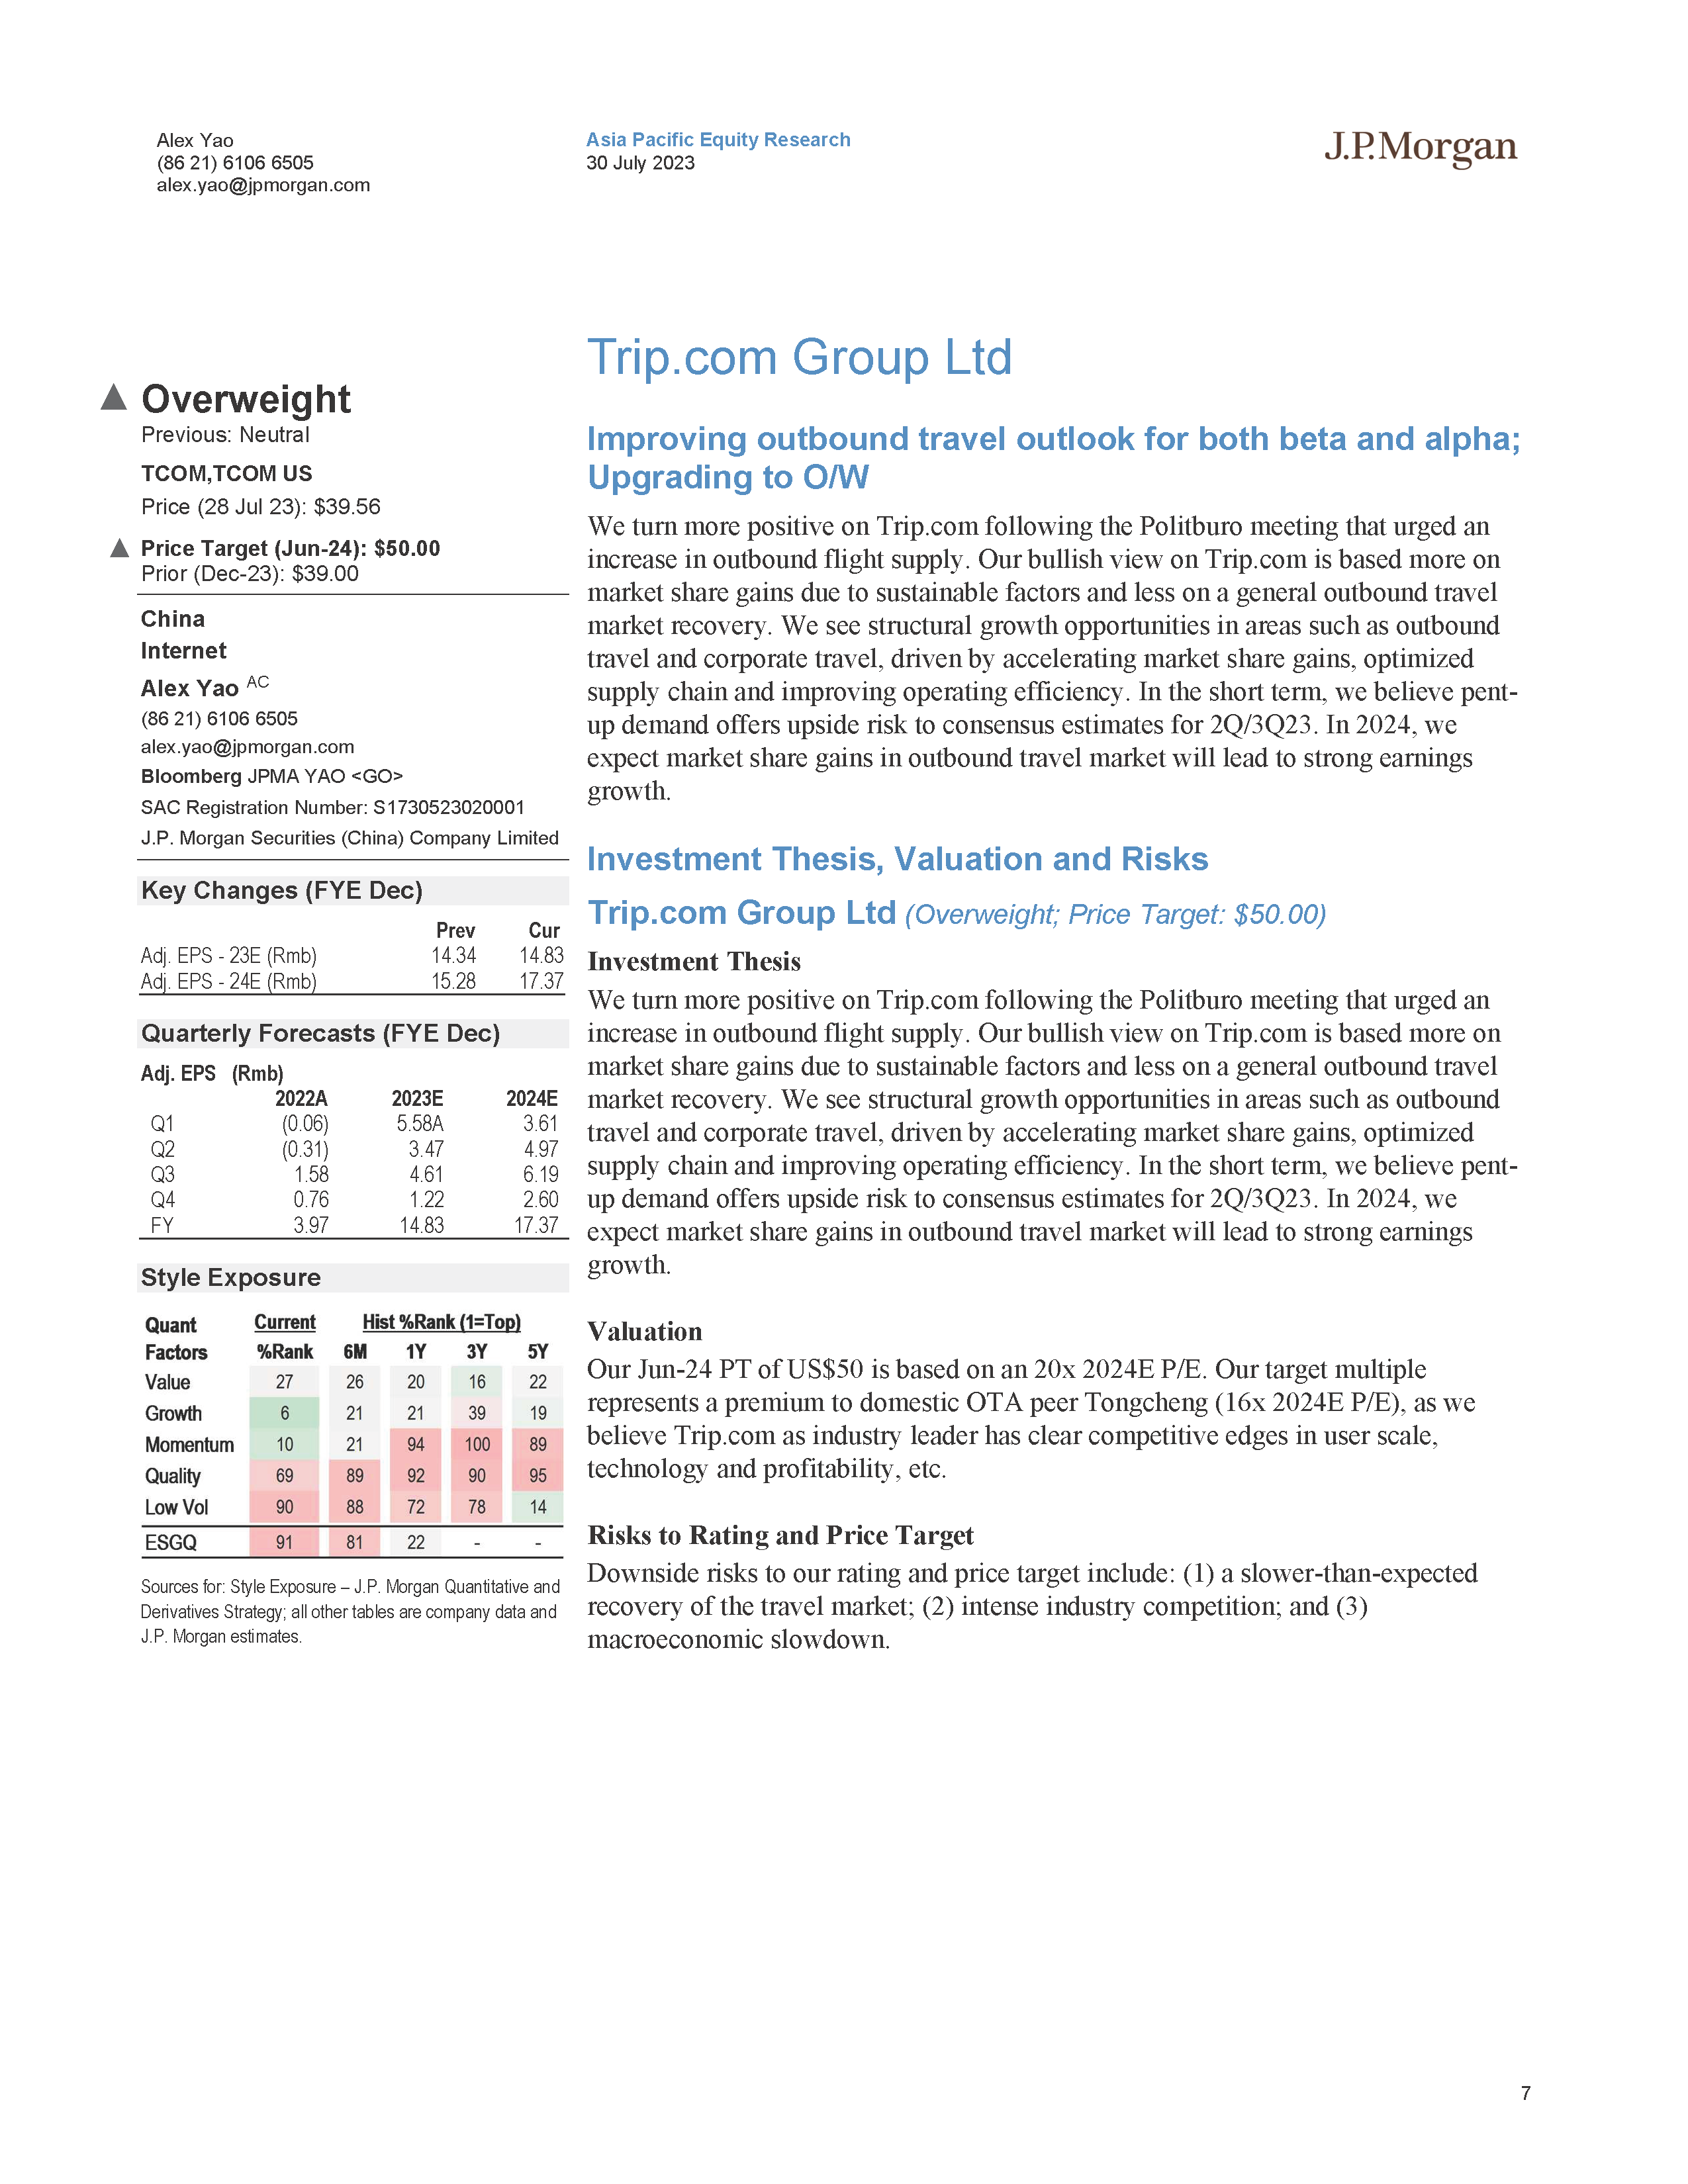 Alex Yao
(86 21) 6106 6505
alex.yao@jpmorgan.com
Asia Pacific Equity Research
30 July 2023
J.P.Morgan
▲ Overweight
Previous: Neutral
TCOM,TCOM US
Price (28 Jul 23): $39.56
▲ Price Target (Jun-24): $50.00
Prior (Dec-23): $39.00
China
Internet
Alex Yao AC
(86 21) 6106 6505
alex.yao@jpmorgan.com
Bloomberg JPMA YAO <GO>
SAC Registration Number: S1730523020001
J.P. Morgan Securities (China) Company Limited
Key Changes (FYE Dec)
Prev Cur
Adj. EPS - 23E (Rmb) 14.34 14.83
Adj. EPS - 24E (Rmb) 15.28 17.37
Quarterly Forecasts (FYE Dec)
Adj. EPS (Rmb)
2022A 2023E 2024E
Q1 (0.06) 5.58A 3.61
Q2 (0.31) 3.47 4.97
Q3 1.58 4.61 6.19
Q4 0.76 1.22 2.60
FY 3.97 14.83 17.37
Style Exposure
Quant Current Hist %Rank (1=Top)
Factors %Rank 6M 1Y 3Y 5Y
Value 27 26 20 16 22
Growth 6 21 21 39 19
Momentum 10 21 94 100 89
Quality 69 89 92 90 95
Low Vol 90 88 72 78 14
ESGQ 91 81 22 - -
Sources for: Style Exposure – J.P. Morgan Quantitative and
Derivatives Strategy; all other tables are company data and
J.P. Morgan estimates.
Trip.com Group Ltd
Improving outbound travel outlook for both beta and alpha;
Upgrading to O/W
We turn more positive on Trip.com following the Politburo meeting that urged an
increase in outbound flight supply. Our bullish view on Trip.com is based more on
market share gains due to sustainable factors and less on a general outbound travel
market recovery. We see structural growth opportunities in areas such as outbound
travel and corporate travel, driven by accelerating market share gains, optimized
supply chain and improving operating efficiency. In the short term, we believe pent-
up demand offers upside risk to consensus estimates for 2Q/3Q23. In 2024, we
expect market share gains in outbound travel market will lead to strong earnings
growth.
Investment Thesis, Valuation and Risks
Trip.com Group Ltd (Overweight; Price Target: $50.00)
Investment Thesis
We turn more positive on Trip.com following the Politburo meeting that urged an
increase in outbound flight supply. Our bullish view on Trip.com is based more on
market share gains due to sustainable factors and less on a general outbound travel
market recovery. We see structural growth opportunities in areas such as outbound
travel and corporate travel, driven by accelerating market share gains, optimized
supply chain and improving operating efficiency. In the short term, we believe pent-
up demand offers upside risk to consensus estimates for 2Q/3Q23. In 2024, we
expect market share gains in outbound travel market will lead to strong earnings
growth.
Valuation
Our Jun-24 PT of US$50 is based on an 20x 2024E P/E. Our target multiple
represents a premium to domestic OTA peer Tongcheng (16x 2024E P/E), as we
believe Trip.com as industry leader has clear competitive edges in user scale,
technology and profitability, etc.
Risks to Rating and Price Target
Downside risks to our rating and price target include: (1) a slower-than-expected
recovery of the travel market; (2) intense industry competition; and (3)
macroeconomic slowdown.
7